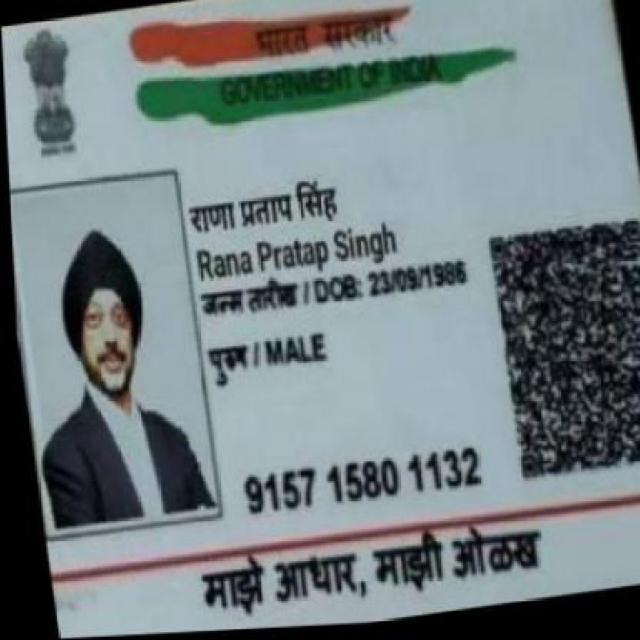 भारत सरकार
GOVERNMENT OF INDIA
राणा प्रताप सिंह
Rana Pratap Singh
जन्म तारीख / DOB: 23/09/1986
पुरुष / MALE
9157 1580 1132
माझे आधार, माझी ओळख